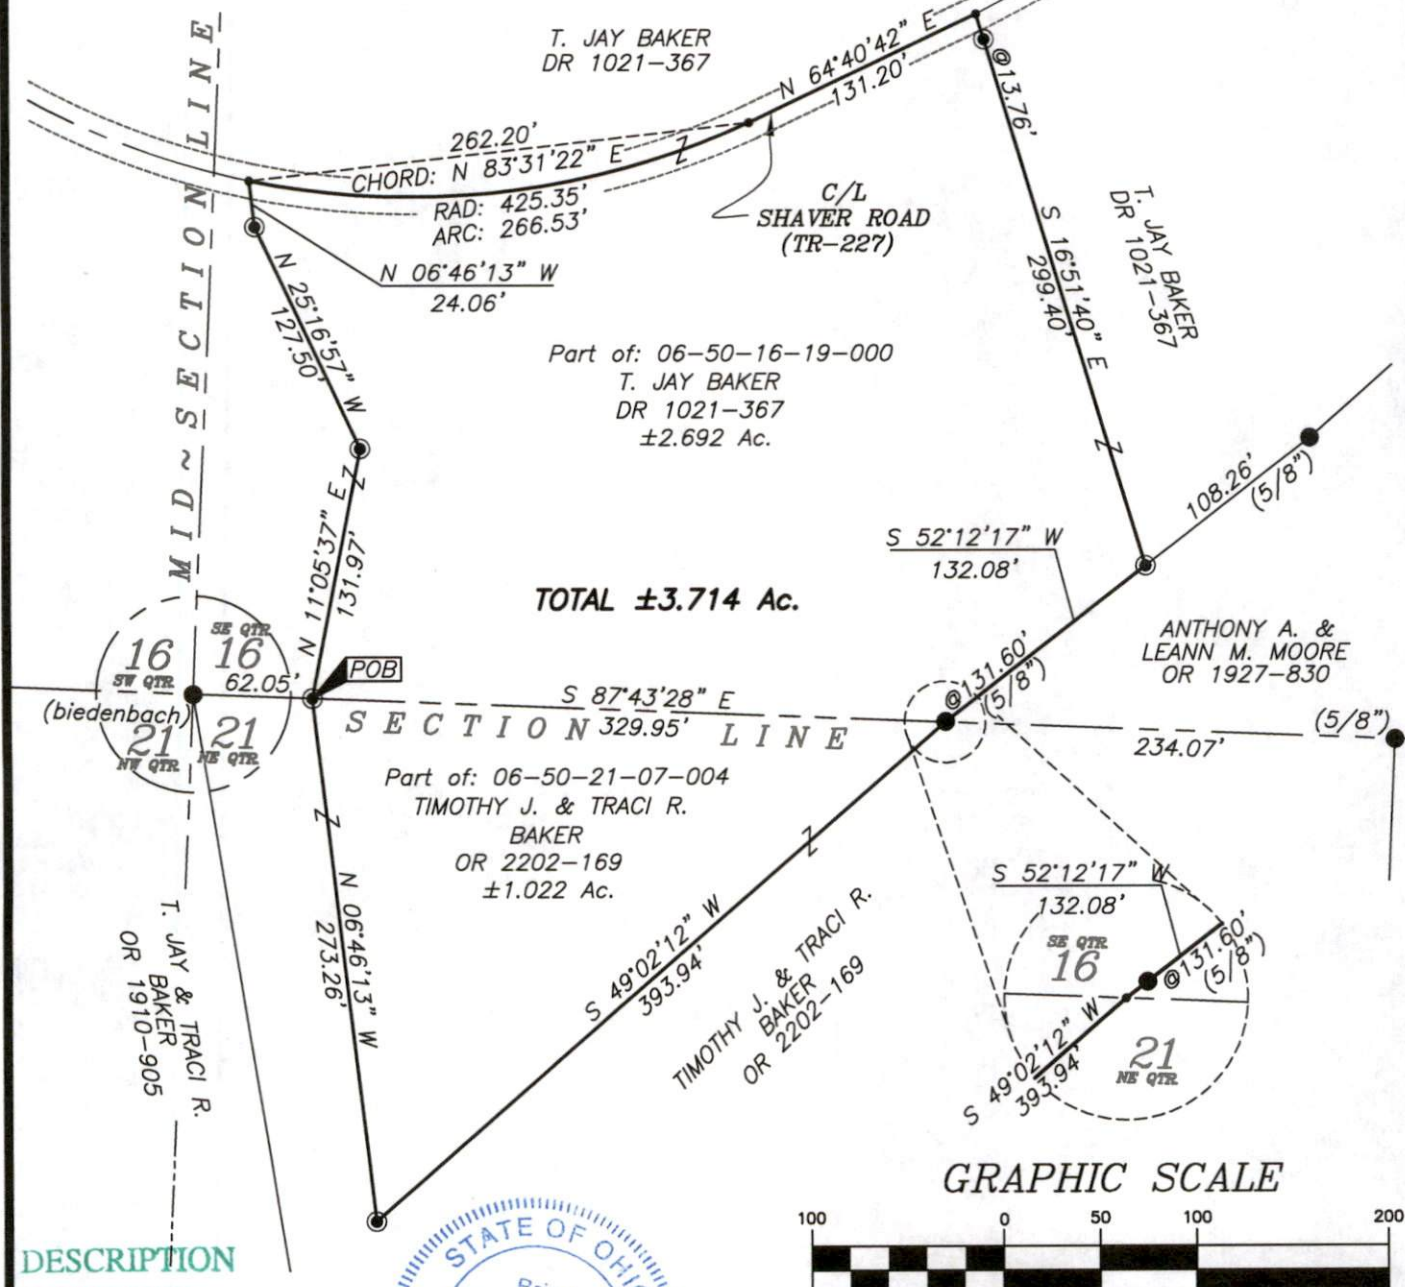 MID~SECTION LINE
T. JAY BAKER
DR 1021-367
N 64°40'42" E
131.20'
@13.76'
262.20'
CHORD: N 83°31'22" E
RAD: 425.35'
ARC: 266.53'
C/L
SHAVER ROAD
(TR-227)
T. JAY BAKER
DR 1021-367
S 16°51'40" E
299.40'
N 06°46'13" W
24.06'
N 25°16'57" W
127.50'
Part of: 06-50-16-19-000
T. JAY BAKER
DR 1021-367
±2.692 Ac.
108.26'
(5/8")
S 52°12'17" W
132.08'
N 11°05'37" E
131.97'
TOTAL ±3.714 Ac.
ANTHONY A. &
LEANN M. MOORE
OR 1927-830
16
SW QTR
SE QTR
16
62.05'
POB
(biedenbach)
21
NW QTR
21
NE QTR
S 87°43'28" E
329.95'
SECTION LINE
@131.60'
(5/8")
(5/8")
234.07'
Part of: 06-50-21-07-004
TIMOTHY J. & TRACI R.
BAKER
OR 2202-169
±1.022 Ac.
N 06°46'13" W
273.26'
S 49°02'12" W
393.94'
T. JAY & TRACI R.
BAKER
OR 1910-905
TIMOTHY J. & TRACI R.
BAKER
OR 2202-169
S 52°12'17" W
132.08'
SE QTR
16
@131.60'
(5/8")
S 49°02'12" W
393.94'
21
NE QTR
GRAPHIC SCALE
100 0 50 100 200
DESCRIPTION
STATE OF OHI